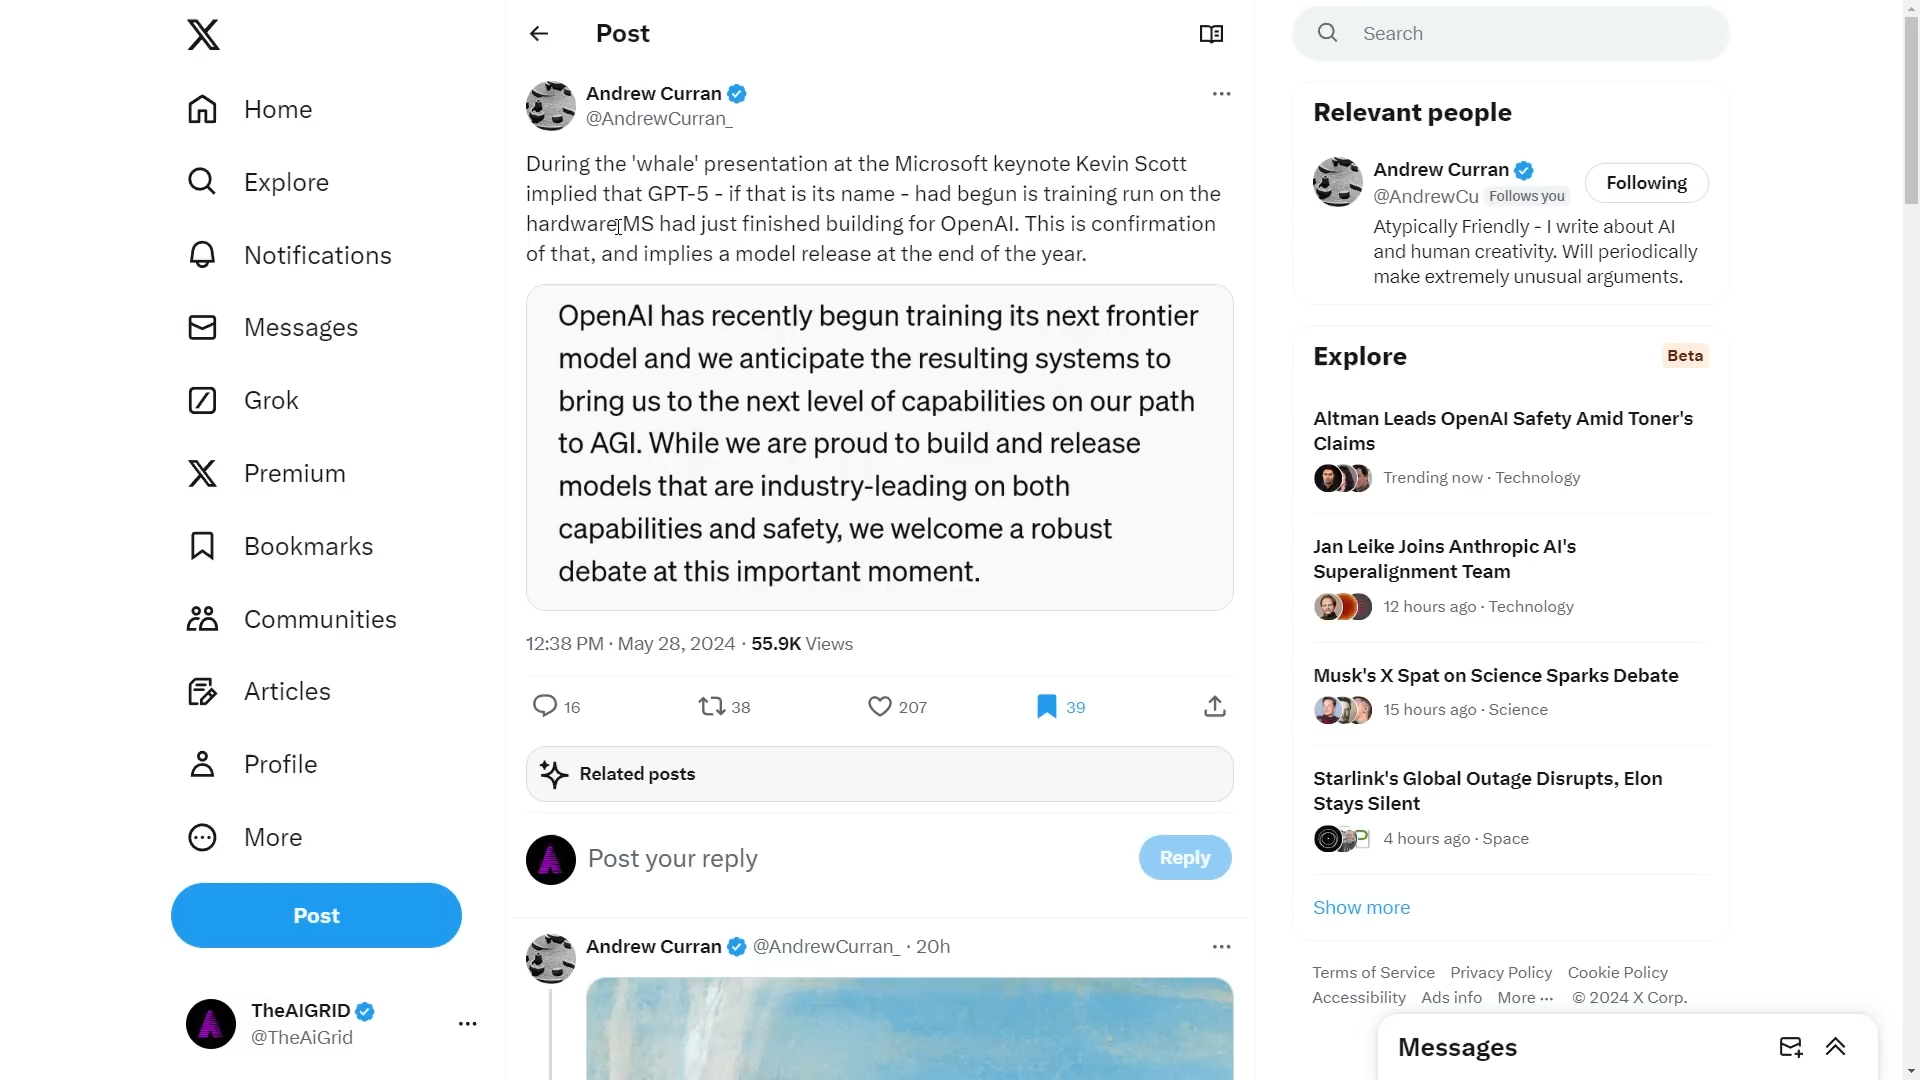 Home
Explore
Notifications
Messages
Grok
Premium
Bookmarks
Communities
Articles
Profile
More
Post
TheAIGRID
@TheAiGrid
Post
Andrew Curran
@AndrewCurran_
During the 'whale' presentation at the Microsoft keynote Kevin Scott
implied that GPT-5 - if that is its name - had begun is training run on the
hardware MS had just finished building for OpenAI. This is confirmation
of that, and implies a model release at the end of the year.
OpenAI has recently begun training its next frontier
model and we anticipate the resulting systems to
bring us to the next level of capabilities on our path
to AGI. While we are proud to build and release
models that are industry-leading on both
capabilities and safety, we welcome a robust
debate at this important moment.
12:38 PM · May 28, 2024 · 55.9K Views
16 38 207 39
Related posts
Post your reply
Reply
Andrew Curran @AndrewCurran_ · 20h
Search
Relevant people
Andrew Curran
@AndrewCu Follows you
Following
Atypically Friendly - I write about AI
and human creativity. Will periodically
make extremely unusual arguments.
Explore Beta
Altman Leads OpenAI Safety Amid Toner's
Claims
Trending now · Technology
Jan Leike Joins Anthropic AI's
Superalignment Team
12 hours ago · Technology
Musk's X Spat on Science Sparks Debate
15 hours ago · Science
Starlink's Global Outage Disrupts, Elon
Stays Silent
4 hours ago · Space
Show more
Terms of Service Privacy Policy Cookie Policy
Accessibility Ads info More ··· © 2024 X Corp.
Messages